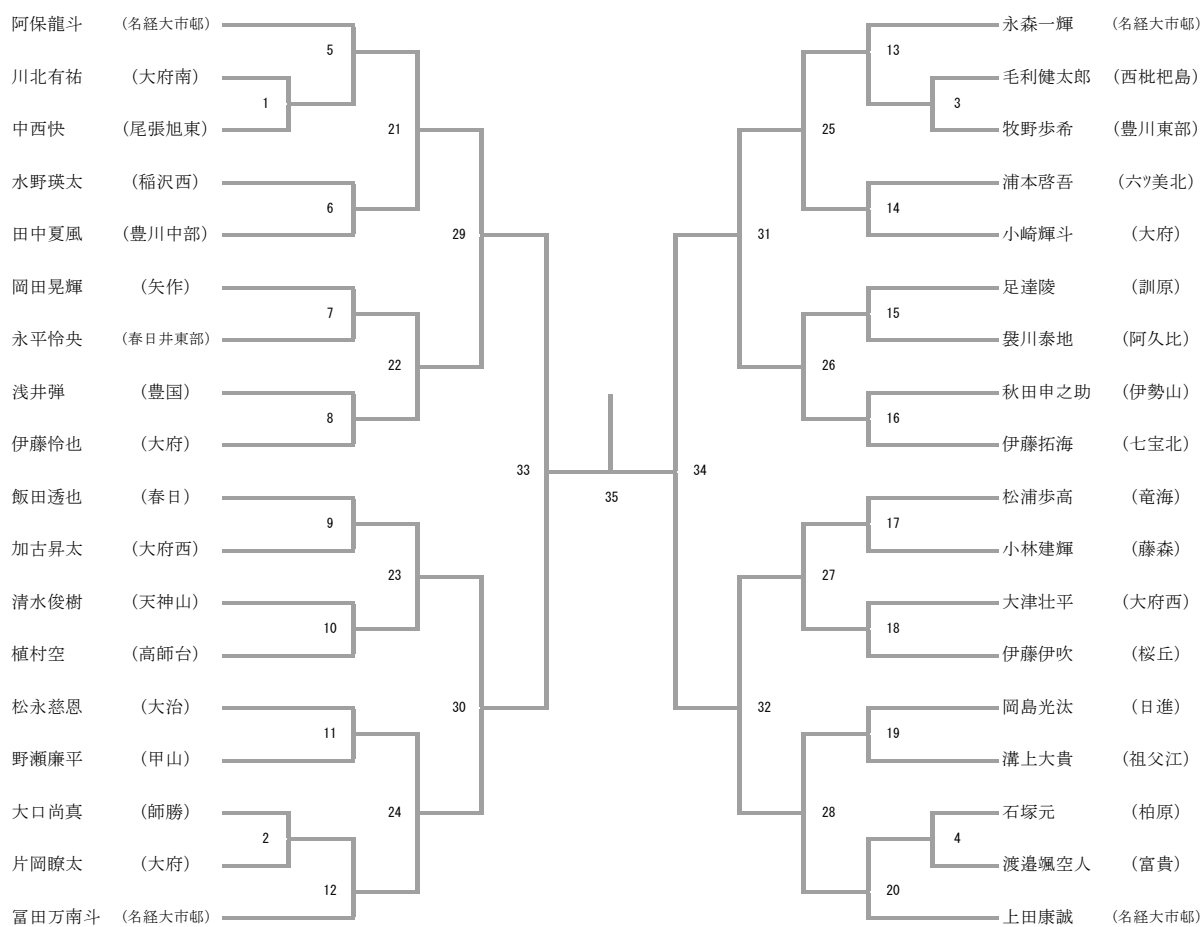 阿保龍斗 （名経大市邨）
5
川北有祐 （大府南）
1
中西快 （尾張旭東）
21
水野瑛太 （稲沢西）
6
田中夏風 （豊川中部）
29
岡田晃輝 （矢作）
7
永平怜央 （春日井東部）
22
浅井弾 （豊国）
8
伊藤怜也 （大府）
33
飯田透也 （春日）
9
加古昇太 （大府西）
23
清水俊樹 （天神山）
10
植村空 （高師台）
30
松永慈恩 （大治）
11
野瀬廉平 （甲山）
24
大口尚真 （師勝）
2
片岡瞭太 （大府）
12
冨田万南斗 （名経大市邨）
35
永森一輝 （名経大市邨）
13
毛利健太郎 （西枇杷島）
3
牧野歩希 （豊川東部）
25
浦本啓吾 （六ツ美北）
14
小崎輝斗 （大府）
31
足達陵 （訓原）
15
袋川泰地 （阿久比）
26
秋田申之助 （伊勢山）
16
伊藤拓海 （七宝北）
34
松浦歩高 （竜海）
17
小林建輝 （藤森）
27
大津壮平 （大府西）
18
伊藤伊吹 （桜丘）
32
岡島光汰 （日進）
19
溝上大貴 （祖父江）
28
石塚元 （柏原）
4
渡邉颯空人 （富貴）
20
上田康誠 （名経大市邨）